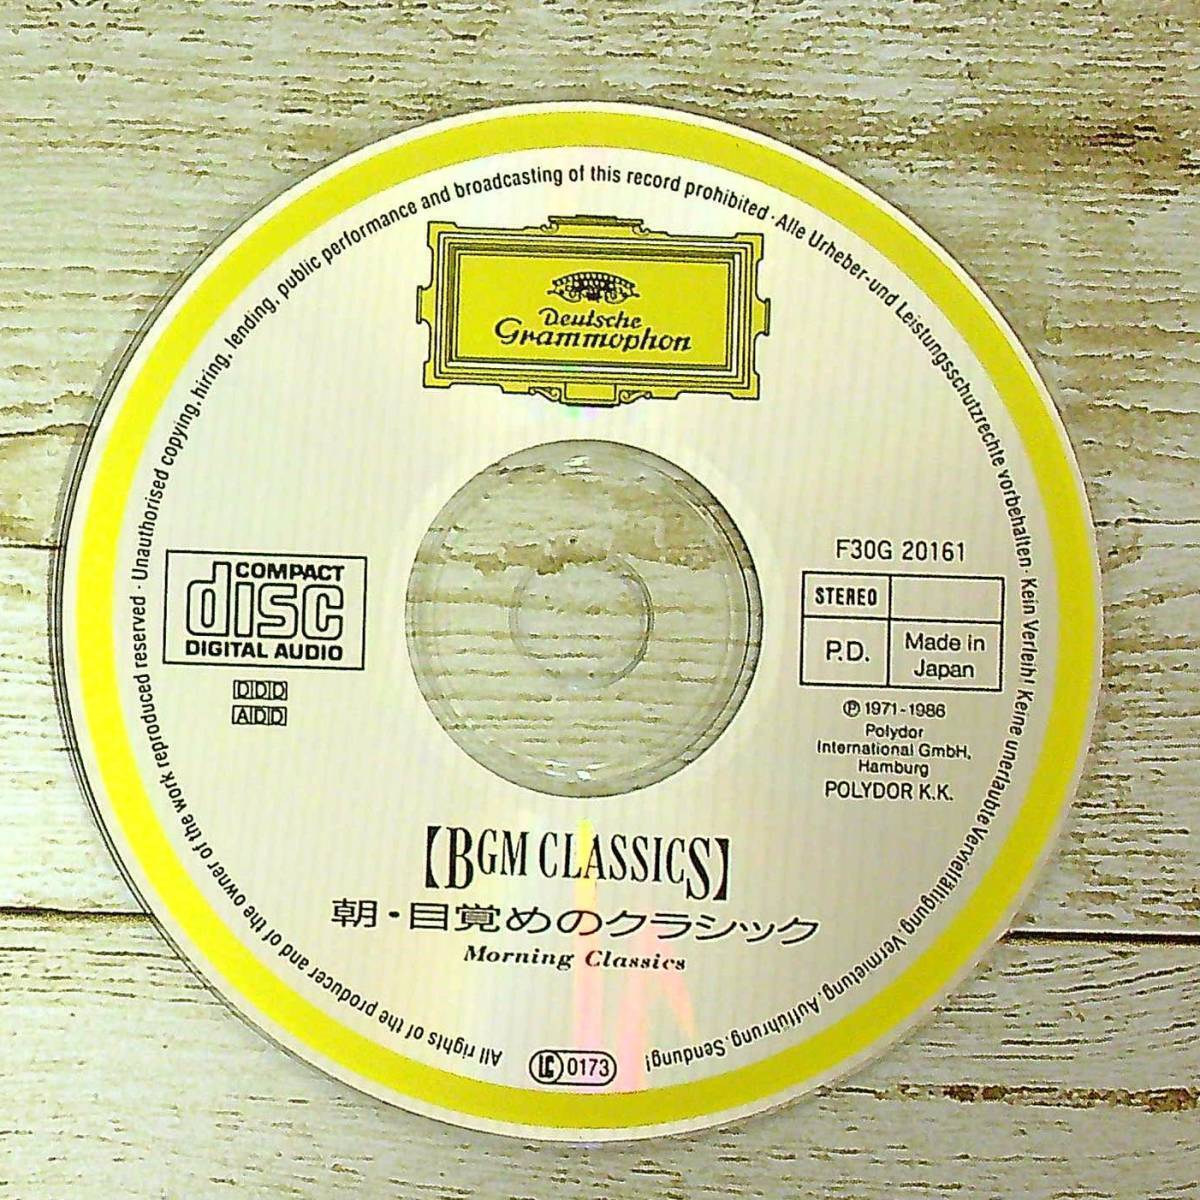 All rights of the producer and of the owner of the work reproduced reserved · Unauthorised copying, hiring, lending, public performance and broadcasting of this record prohibited · Alle Urheber-und Leistungsschutzrechte vorbehalten · Kein Verleih! Keine unerlaubte Vervielfältigung, Vermietung, Aufführung, Sendung!
Deutsche
Grammophon
COMPACT
disc
DIGITAL AUDIO
DDD
ADD
F30G 20161
STEREO
P.D.
Made in
Japan
℗ 1971-1986
Polydor
International GmbH,
Hamburg
POLYDOR K.K.
【BGM CLASSICS】
朝・目覚めのクラシック
Morning Classics
LC 0173